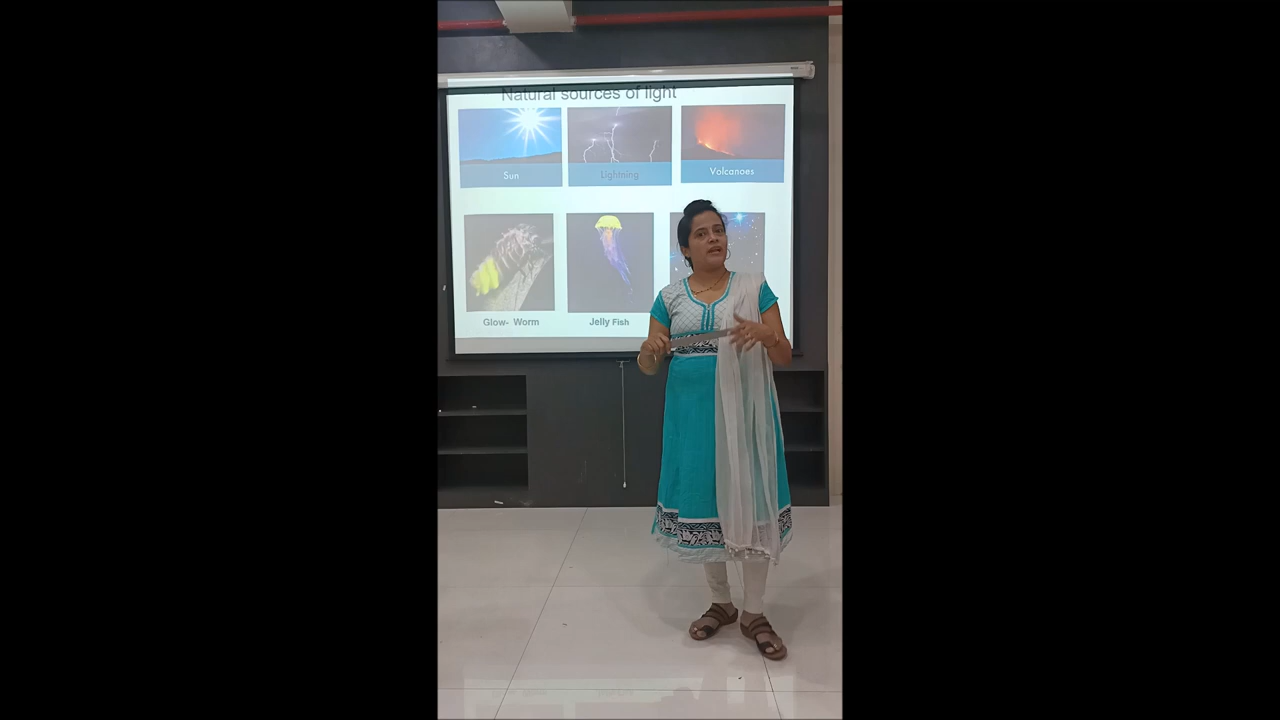 Natural sources of light
Sun
Lightning
Volcanoes
Glow- Worm
Jelly Fish